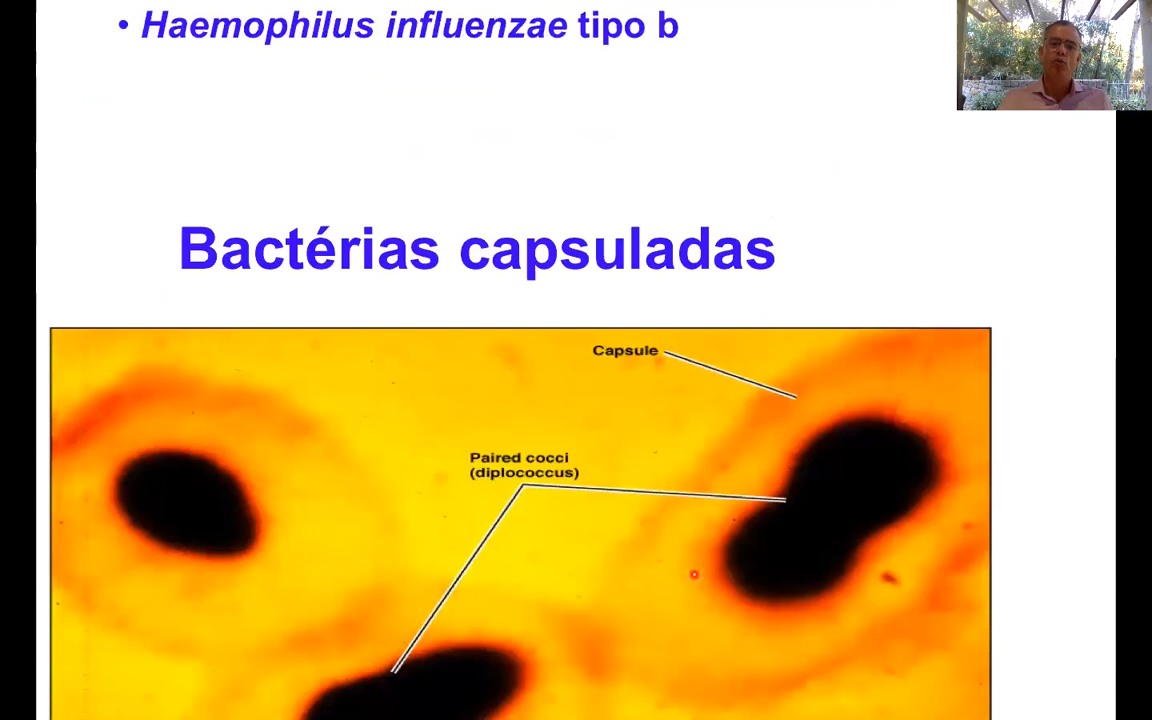 • Haemophilus influenzae tipo b
Bactérias capsuladas
Capsule
Paired cocci
(diplococcus)